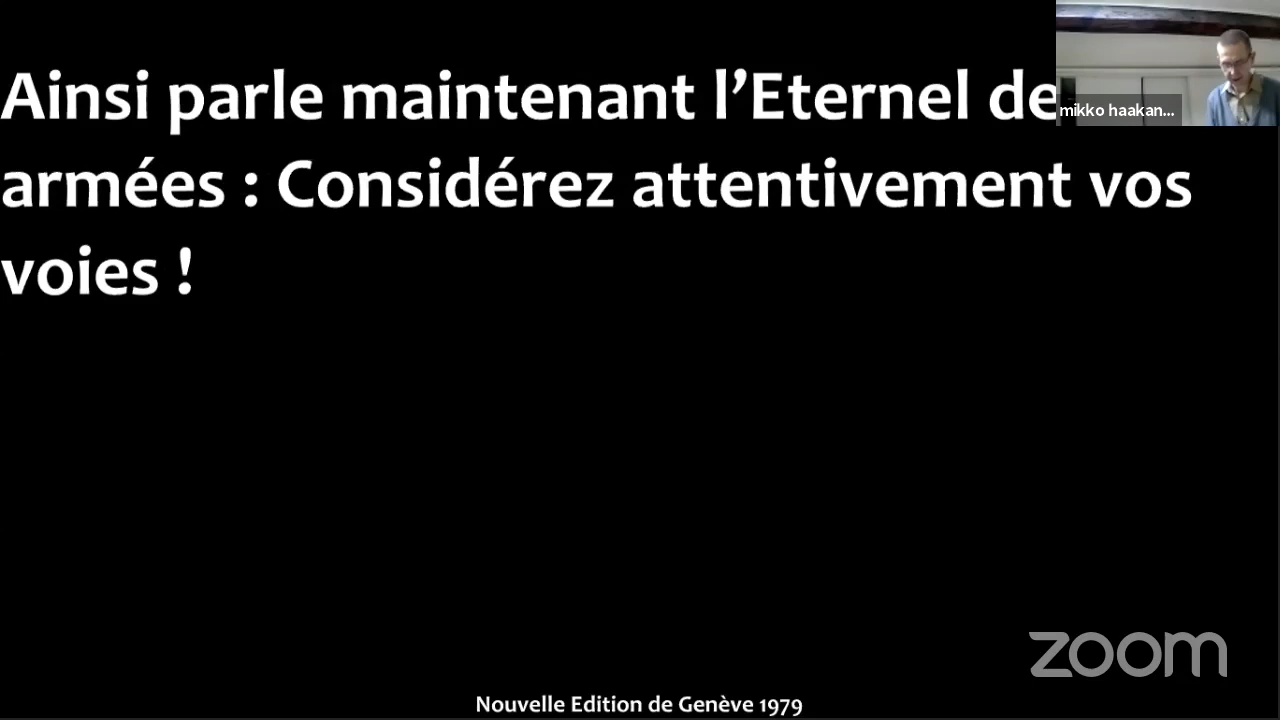 Ainsi parle maintenant l’Eternel de
mikko haakan...
armées : Considérez attentivement vos
voies !
zoom
Nouvelle Edition de Genève 1979